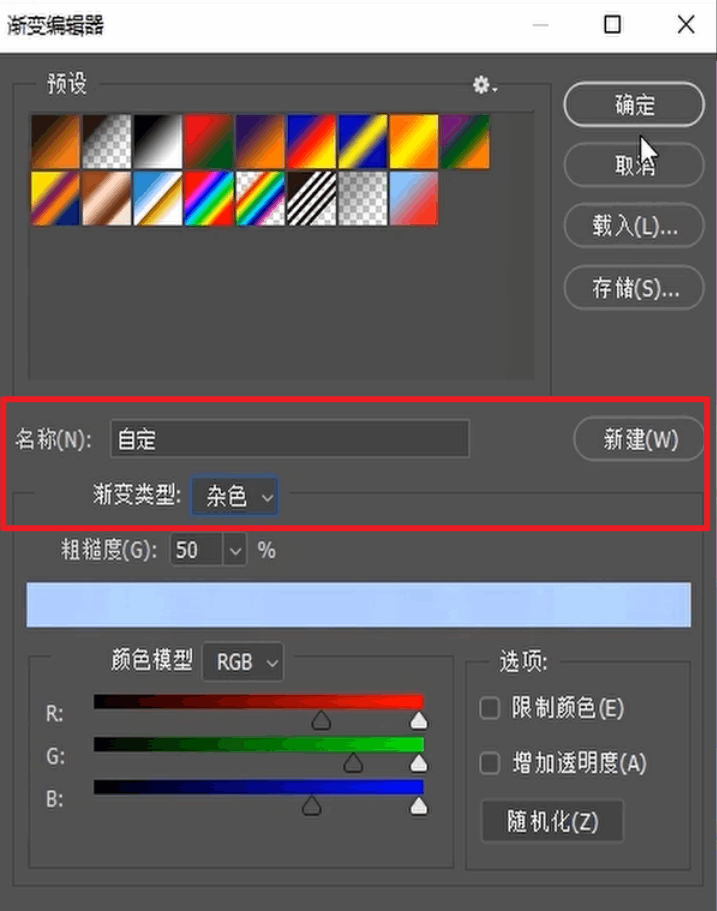 渐变编辑器
预设
确定
取消
载入(L)...
存储(S)...
名称(N): 自定 新建(W)
渐变类型: 杂色
粗糙度(G): 50 %
颜色模型 RGB
选项:
R:
限制颜色(E)
G:
增加透明度(A)
B:
随机化(Z)